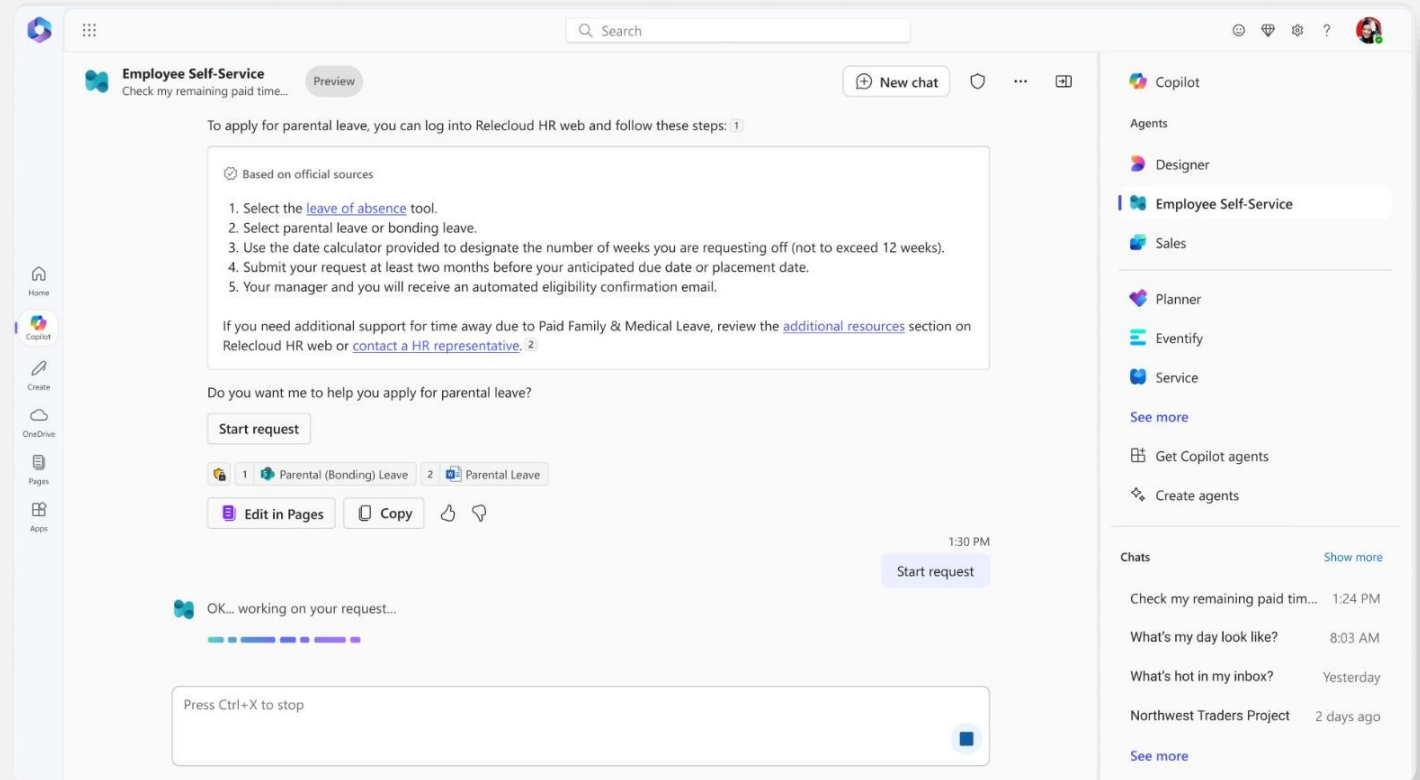 Search
?
Home
Copilot
Create
OneDrive
Pages
Apps
Employee Self-Service
Check my remaining paid time...
Preview
New chat
To apply for parental leave, you can log into Relecloud HR web and follow these steps: 1
Based on official sources
1. Select the leave of absence tool.
2. Select parental leave or bonding leave.
3. Use the date calculator provided to designate the number of weeks you are requesting off (not to exceed 12 weeks).
4. Submit your request at least two months before your anticipated due date or placement date.
5. Your manager and you will receive an automated eligibility confirmation email.
If you need additional support for time away due to Paid Family & Medical Leave, review the additional resources section on
Relecloud HR web or contact a HR representative. 2
Do you want me to help you apply for parental leave?
Start request
1 Parental (Bonding) Leave 2 Parental Leave
Edit in Pages Copy
1:30 PM
Start request
OK... working on your request...
Press Ctrl+X to stop
Copilot
Agents
Designer
Employee Self-Service
Sales
Planner
Eventify
Service
See more
Get Copilot agents
Create agents
Chats Show more
Check my remaining paid tim... 1:24 PM
What's my day look like? 8:03 AM
What's hot in my inbox? Yesterday
Northwest Traders Project 2 days ago
See more